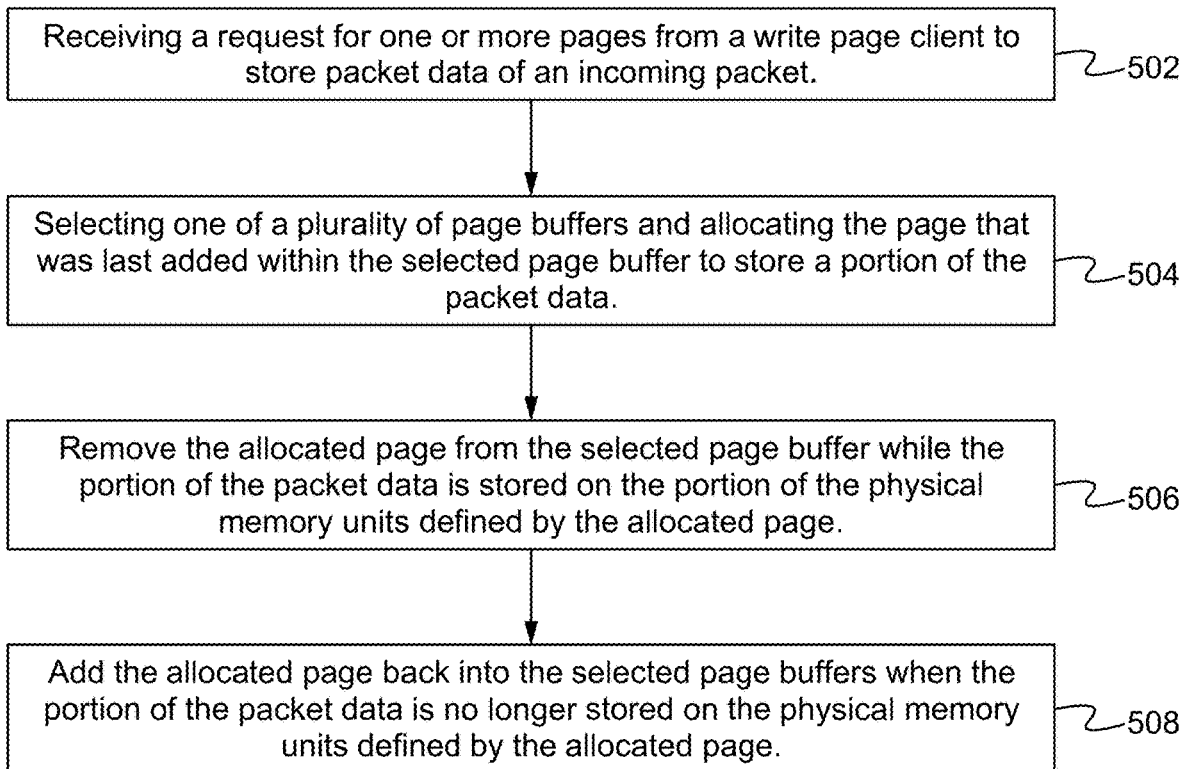 Receiving a request for one or more pages from a write page client to
store packet data of an incoming packet.
502
Selecting one of a plurality of page buffers and allocating the page that
was last added within the selected page buffer to store a portion of the
packet data.
504
Remove the allocated page from the selected page buffer while the
portion of the packet data is stored on the portion of the physical
memory units defined by the allocated page.
506
Add the allocated page back into the selected page buffers when the
portion of the packet data is no longer stored on the physical memory
units defined by the allocated page.
508